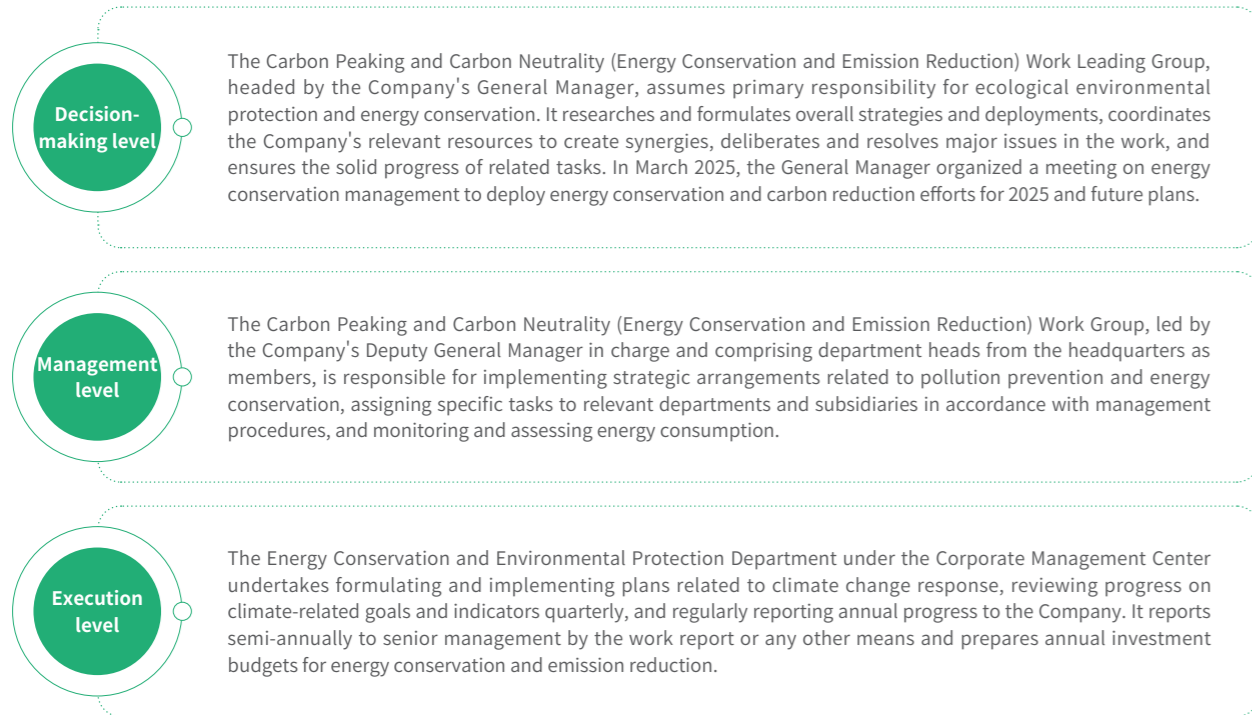 Decision-
making level
The Carbon Peaking and Carbon Neutrality (Energy Conservation and Emission Reduction) Work Leading Group,
headed by the Company's General Manager, assumes primary responsibility for ecological environmental
protection and energy conservation. It researches and formulates overall strategies and deployments, coordinates
the Company's relevant resources to create synergies, deliberates and resolves major issues in the work, and
ensures the solid progress of related tasks. In March 2025, the General Manager organized a meeting on energy
conservation management to deploy energy conservation and carbon reduction efforts for 2025 and future plans.
Management
level
The Carbon Peaking and Carbon Neutrality (Energy Conservation and Emission Reduction) Work Group, led by
the Company's Deputy General Manager in charge and comprising department heads from the headquarters as
members, is responsible for implementing strategic arrangements related to pollution prevention and energy
conservation, assigning specific tasks to relevant departments and subsidiaries in accordance with management
procedures, and monitoring and assessing energy consumption.
Execution
level
The Energy Conservation and Environmental Protection Department under the Corporate Management Center
undertakes formulating and implementing plans related to climate change response, reviewing progress on
climate-related goals and indicators quarterly, and regularly reporting annual progress to the Company. It reports
semi-annually to senior management by the work report or any other means and prepares annual investment
budgets for energy conservation and emission reduction.